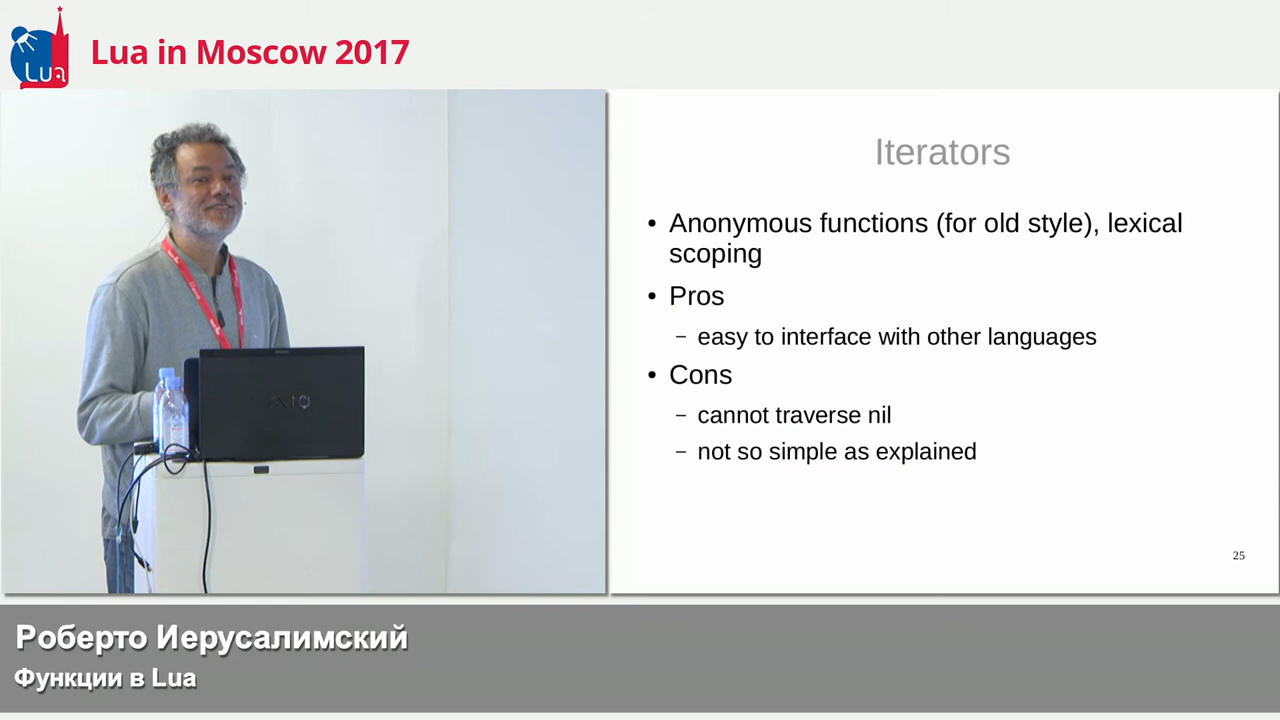 Lua
Lua in Moscow 2017
Iterators
• Anonymous functions (for old style), lexical
scoping
• Pros
– easy to interface with other languages
• Cons
– cannot traverse nil
– not so simple as explained
25
VAIO
Роберто Иерусалимский
Функции в Lua